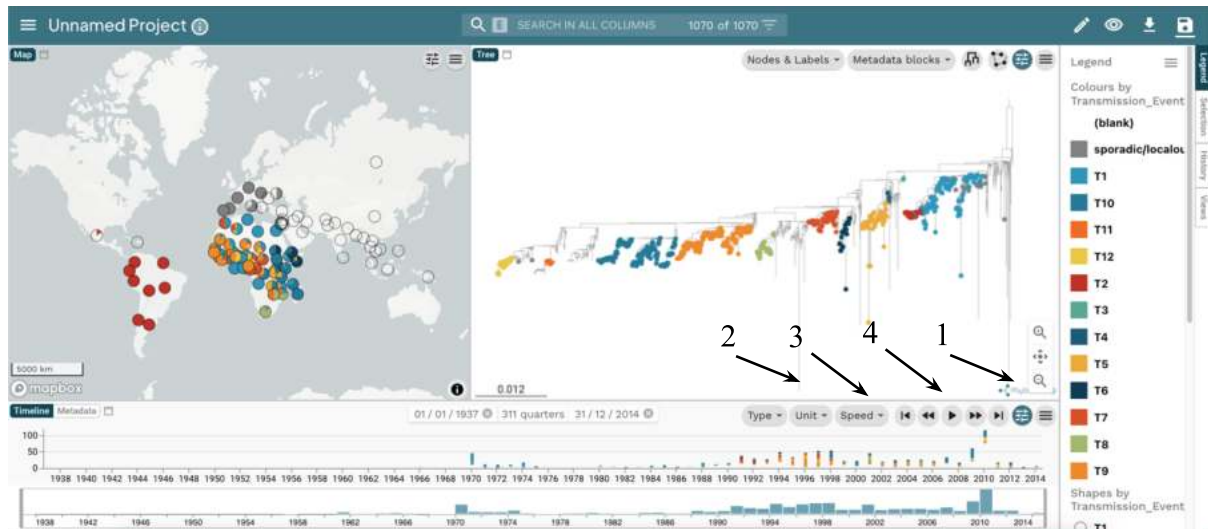 Unnamed Project
E SEARCH IN ALL COLUMNS 1070 of 1070
Map
Tree
Nodes & Labels
Metadata blocks
Legend
Colours by
Transmission_Event
(blank)
sporadic/localou
T1
T10
T11
T12
T2
T3
T4
T5
T6
T7
T8
T9
Shapes by
Transmission_Event
T1
Legend
Selection
History
Views
2 3 4 1
5000 km
mapbox
0.012
Timeline Metadata
01 / 01 / 1937 311 quarters 31 / 12 / 2014
Type Unit Speed
100
50
0
1938 1940 1942 1944 1946 1948 1950 1952 1954 1956 1958 1960 1962 1964 1966 1968 1970 1972 1974 1976 1978 1980 1982 1984 1986 1988 1990 1992 1994 1996 1998 2000 2002 2004 2006 2008 2010 2012 2014
1938 1942 1946 1950 1954 1958 1962 1966 1970 1974 1978 1982 1986 1990 1994 1998 2002 2006 2010 2014